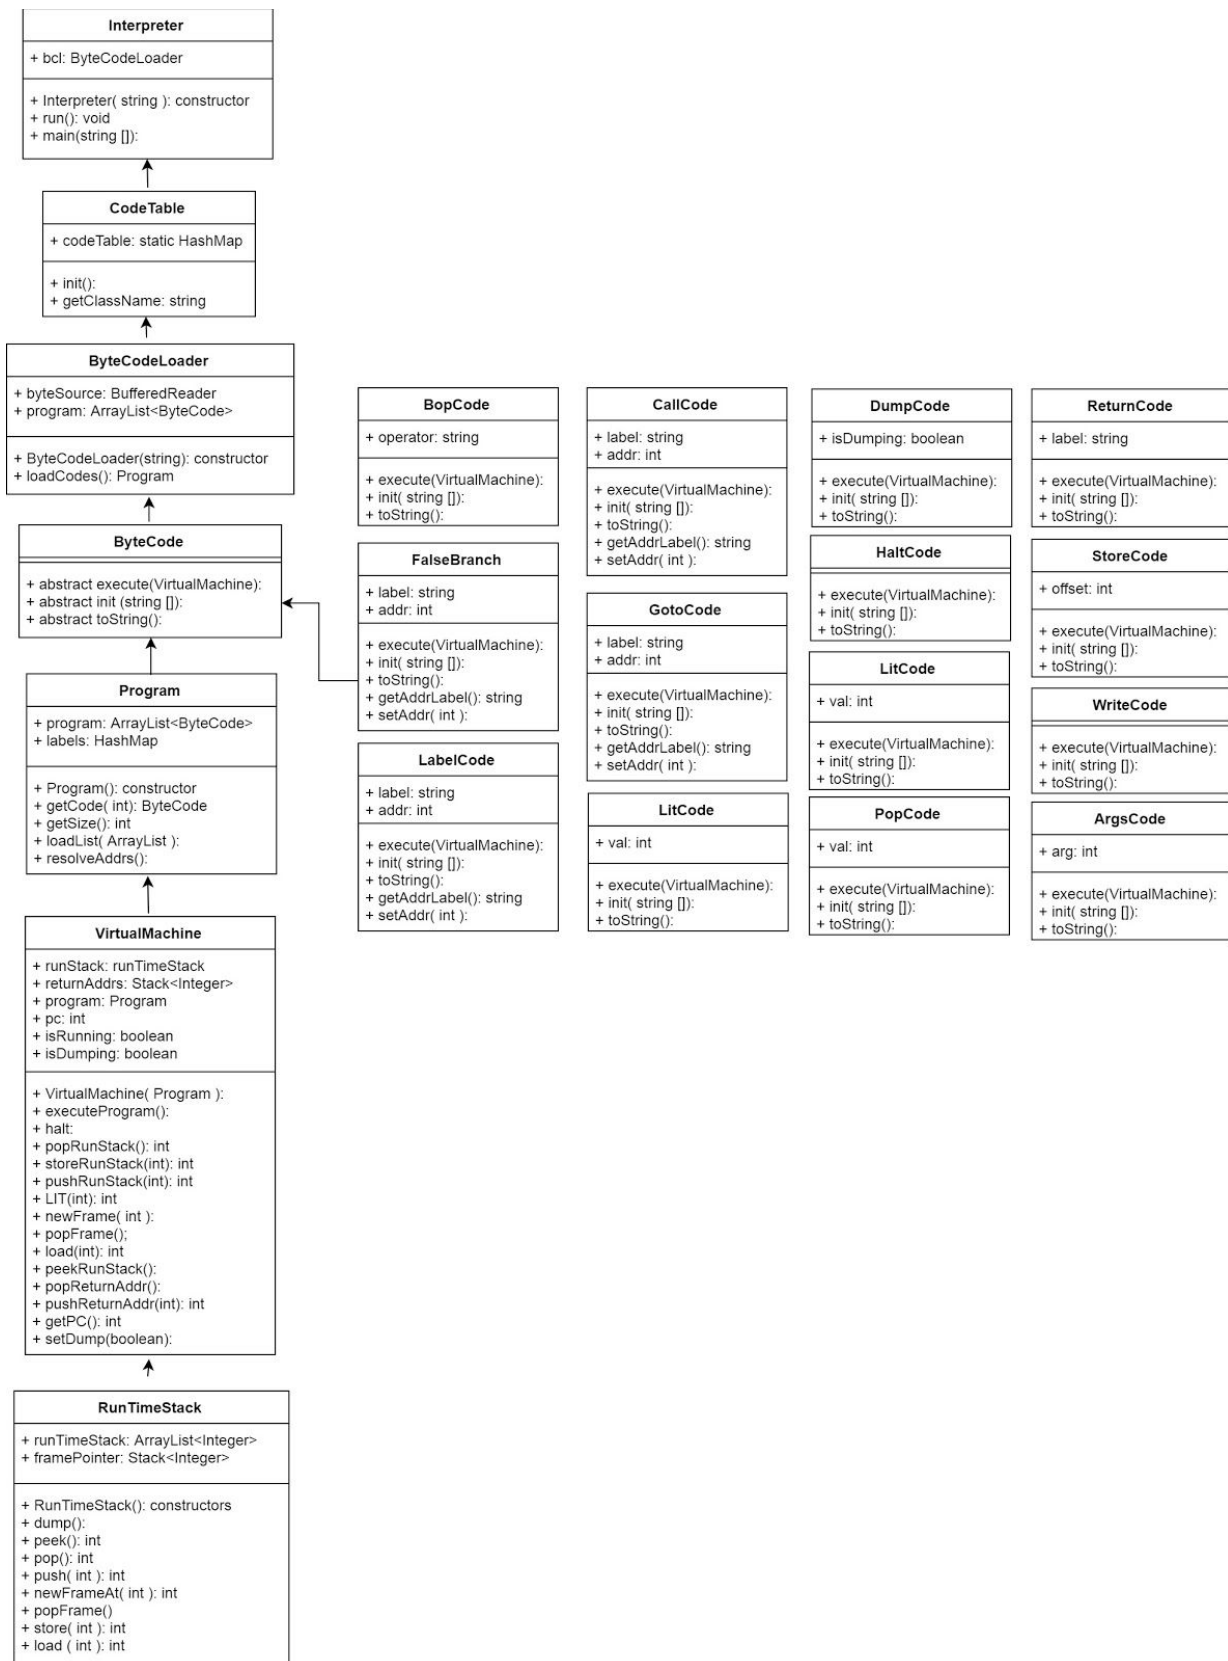 Interpreter
+ bcl: ByteCodeLoader
+ Interpreter( string ): constructor
+ run(): void
+ main(string []):
CodeTable
+ codeTable: static HashMap
+ init():
+ getClassName: string
ByteCodeLoader
+ byteSource: BufferedReader
+ program: ArrayList<ByteCode>
+ ByteCodeLoader(string): constructor
+ loadCodes(): Program
ByteCode
+ abstract execute(VirtualMachine):
+ abstract init (string []):
+ abstract toString():
Program
+ program: ArrayList<ByteCode>
+ labels: HashMap
+ Program(): constructor
+ getCode( int): ByteCode
+ getSize(): int
+ loadList( ArrayList ):
+ resolveAddrs():
VirtualMachine
+ runStack: runTimeStack
+ returnAddrs: Stack<Integer>
+ program: Program
+ pc: int
+ isRunning: boolean
+ isDumping: boolean
+ VirtualMachine( Program ):
+ executeProgram():
+ halt:
+ popRunStack(): int
+ storeRunStack(int): int
+ pushRunStack(int): int
+ LIT(int): int
+ newFrame( int ):
+ popFrame();
+ load(int): int
+ peekRunStack():
+ popReturnAddr():
+ pushReturnAddr(int): int
+ getPC(): int
+ setDump(boolean):
RunTimeStack
+ runTimeStack: ArrayList<Integer>
+ framePointer: Stack<Integer>
+ RunTimeStack(): constructors
+ dump():
+ peek(): int
+ pop(): int
+ push( int ): int
+ newFrameAt( int ): int
+ popFrame()
+ store( int ): int
+ load ( int ): int
BopCode
+ operator: string
+ execute(VirtualMachine):
+ init( string []):
+ toString():
FalseBranch
+ label: string
+ addr: int
+ execute(VirtualMachine):
+ init( string []):
+ toString():
+ getAddrLabel(): string
+ setAddr( int ):
LabelCode
+ label: string
+ addr: int
+ execute(VirtualMachine):
+ init( string []):
+ toString():
+ getAddrLabel(): string
+ setAddr( int ):
CallCode
+ label: string
+ addr: int
+ execute(VirtualMachine):
+ init( string []):
+ toString():
+ getAddrLabel(): string
+ setAddr( int ):
GotoCode
+ label: string
+ addr: int
+ execute(VirtualMachine):
+ init( string []):
+ toString():
+ getAddrLabel(): string
+ setAddr( int ):
LitCode
+ val: int
+ execute(VirtualMachine):
+ init( string []):
+ toString():
DumpCode
+ isDumping: boolean
+ execute(VirtualMachine):
+ init( string []):
+ toString():
HaltCode
+ execute(VirtualMachine):
+ init( string []):
+ toString():
LitCode
+ val: int
+ execute(VirtualMachine):
+ init( string []):
+ toString():
PopCode
+ val: int
+ execute(VirtualMachine):
+ init( string []):
+ toString():
ReturnCode
+ label: string
+ execute(VirtualMachine):
+ init( string []):
+ toString():
StoreCode
+ offset: int
+ execute(VirtualMachine):
+ init( string []):
+ toString():
WriteCode
+ execute(VirtualMachine):
+ init( string []):
+ toString():
ArgsCode
+ arg: int
+ execute(VirtualMachine):
+ init( string []):
+ toString():